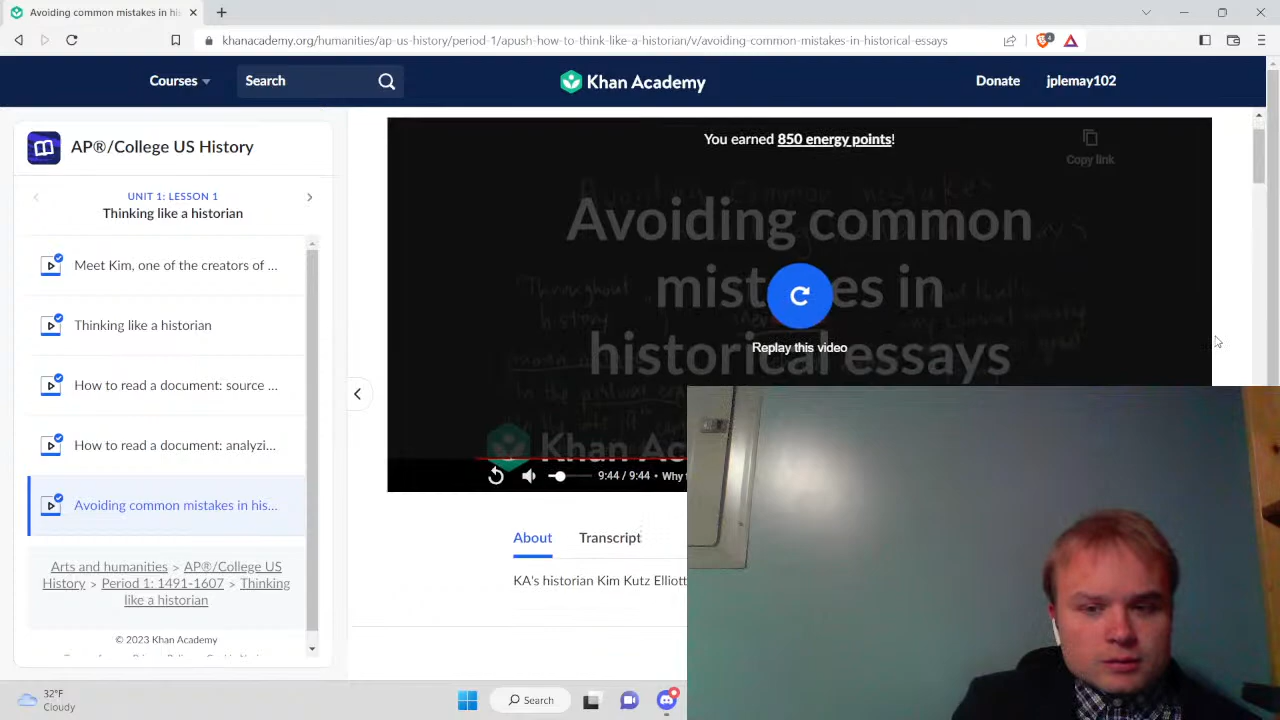 Avoiding common mistakes in his
khanacademy.org/humanities/ap-us-history/period-1/apush-how-to-think-like-a-historian/v/avoiding-common-mistakes-in-historical-essays
4
Courses
Search
Khan Academy
Donate
jplemay102
AP®/College US History
UNIT 1: LESSON 1
Thinking like a historian
Meet Kim, one of the creators of ...
Thinking like a historian
How to read a document: source ...
How to read a document: analyzi...
Avoiding common mistakes in his...
Arts and humanities > AP®/College US
History > Period 1: 1491-1607 > Thinking
like a historian
© 2023 Khan Academy
You earned 850 energy points!
Copy link
Avoiding common
mistakes in
historical essays
Replay this video
Khan Acade
9:44 / 9:44 • Why
About
Transcript
KA's historian Kim Kutz Elliott
32°F
Cloudy
Search